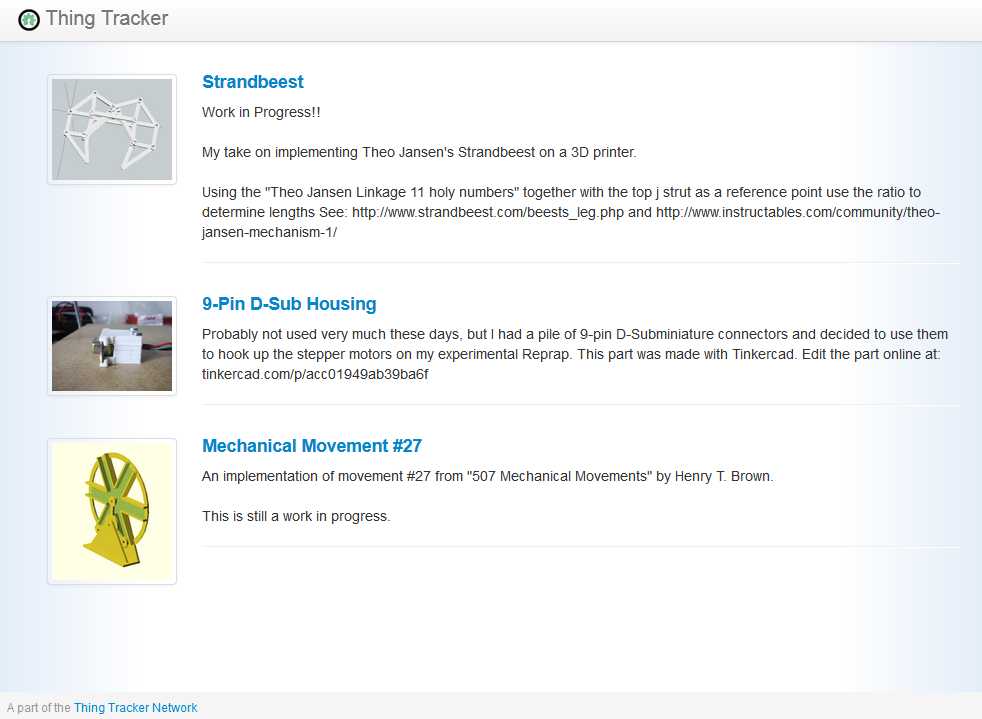 Thing Tracker
Strandbeest
Work in Progress!!
My take on implementing Theo Jansen's Strandbeest on a 3D printer.
Using the "Theo Jansen Linkage 11 holy numbers" together with the top j strut as a reference point use the ratio to
determine lengths See: http://www.strandbeest.com/beests_leg.php and http://www.instructables.com/community/theo-
jansen-mechanism-1/
9-Pin D-Sub Housing
Probably not used very much these days, but I had a pile of 9-pin D-Subminiature connectors and decided to use them
to hook up the stepper motors on my experimental Reprap. This part was made with Tinkercad. Edit the part online at:
tinkercad.com/p/acc01949ab39ba6f
Mechanical Movement #27
An implementation of movement #27 from "507 Mechanical Movements" by Henry T. Brown.
This is still a work in progress.
A part of the Thing Tracker Network